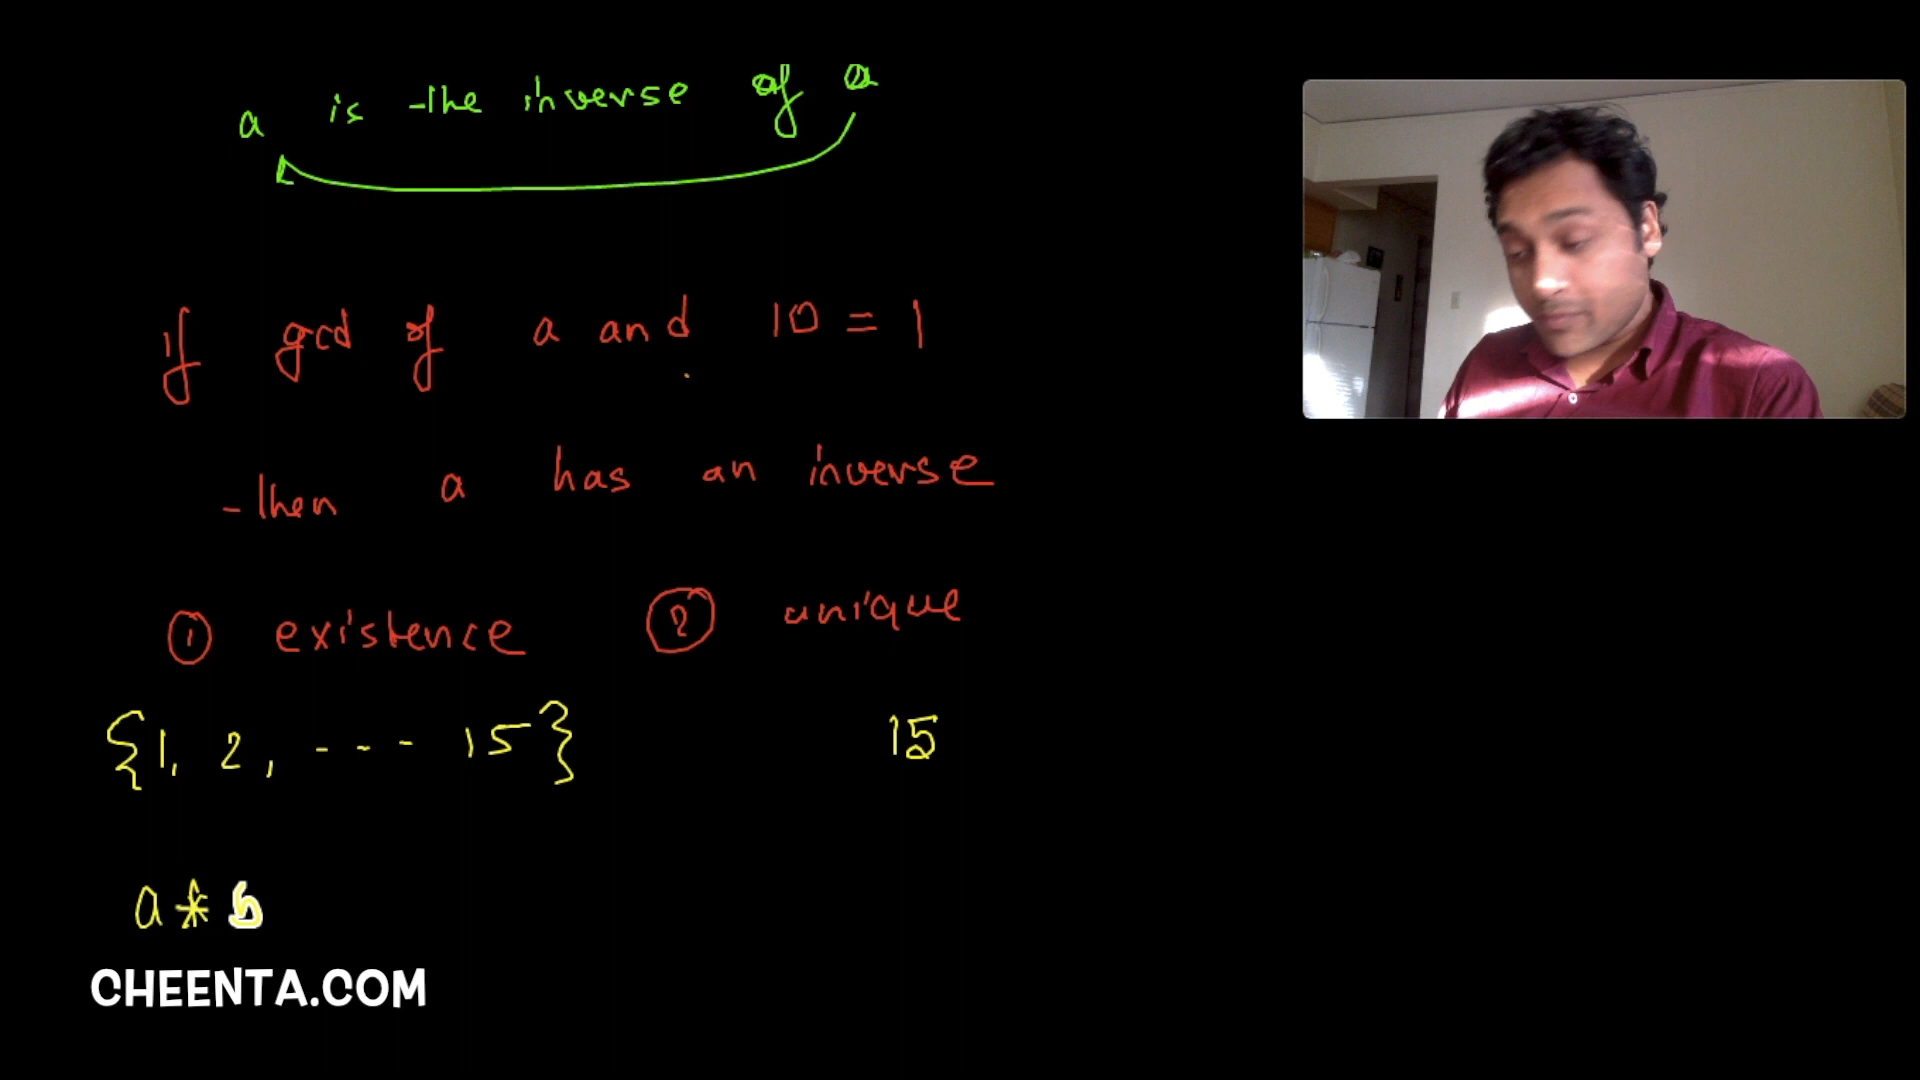 a is the inverse of a
if gcd of a and 10 = 1
then a has an inverse
① existence ② unique
{1, 2, --- 15} 15
a * b
CHEENTA.COM